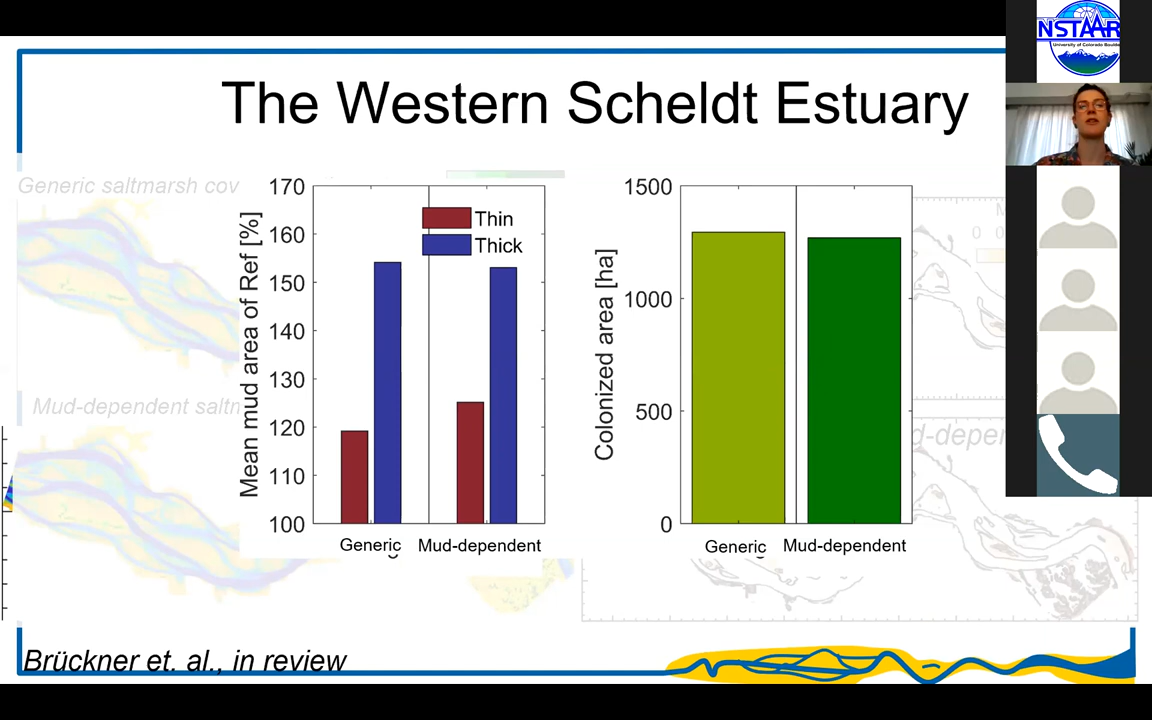 NSTAAR
University of Colorado Boulder
The Western Scheldt Estuary
Generic saltmarsh cov
Mud-dependent saltn
170
160
150
140
130
120
110
100
Mean mud area of Ref [%]
Thin
Thick
Generic
Mud-dependent
1500
1000
500
0
Colonized area [ha]
Generic
Mud-dependent
d-depen
Brückner et. al., in review